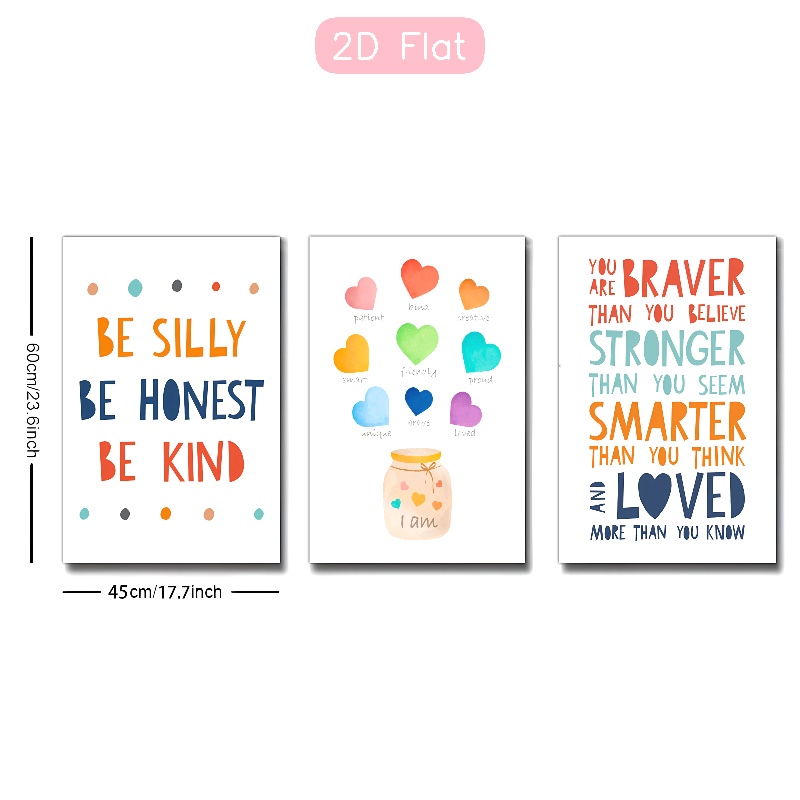 2D Flat
60cm/23.6inch
45cm/17.7inch
BE SILLY
BE HONEST
BE KIND
patient
kind
creative
smart
friendly
proud
unique
brave
loved
I am
YOU ARE BRAVER
THAN YOU BELIEVE
STRONGER
THAN YOU SEEM
SMARTER
THAN YOU THINK
AND LOVED
MORE THAN YOU KNOW